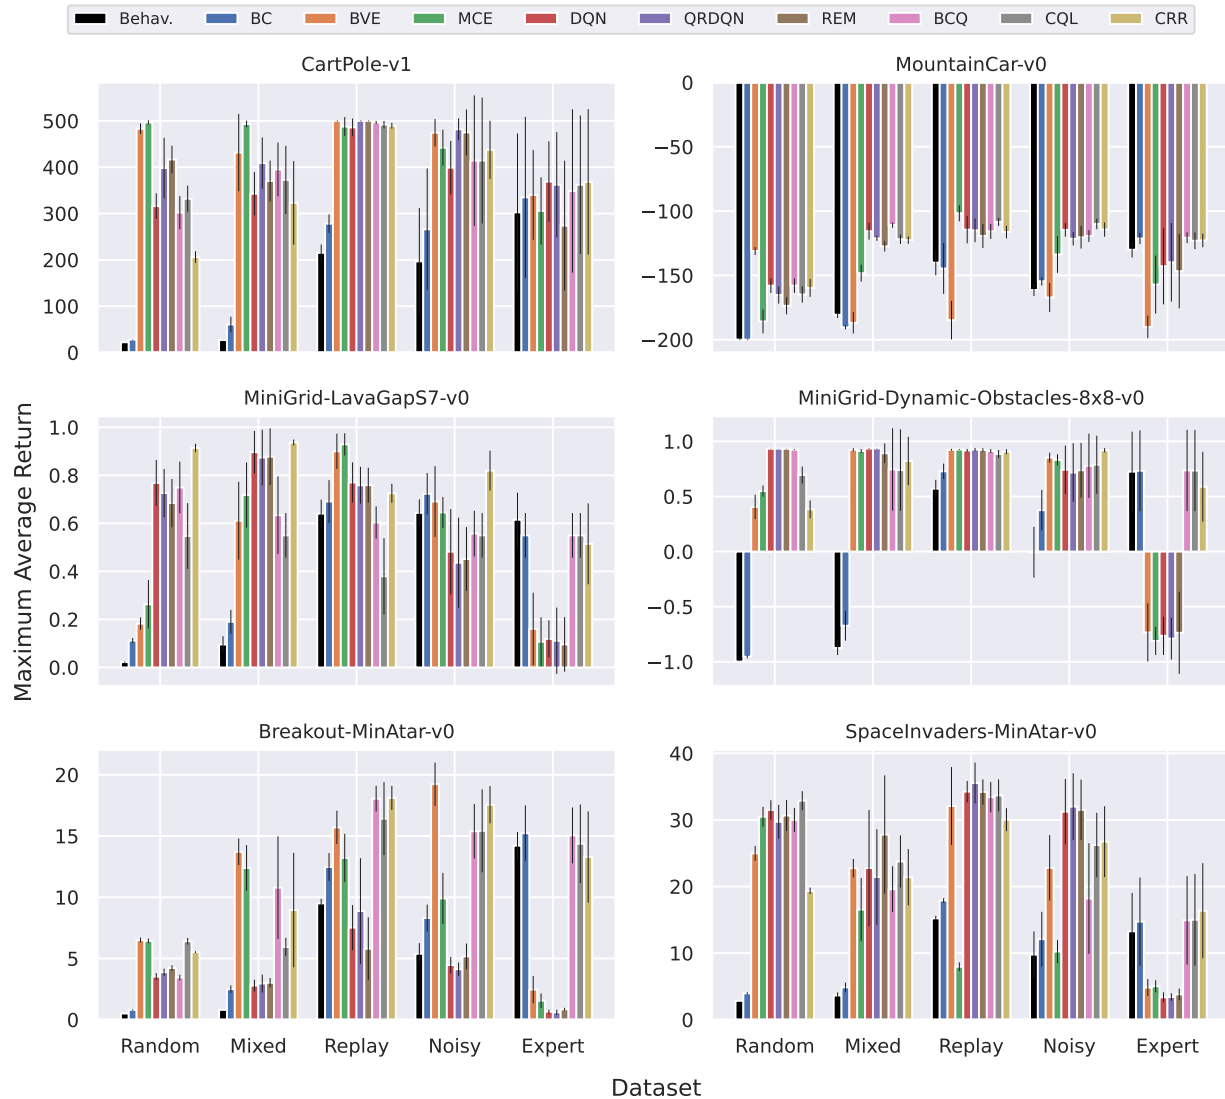 Behav. BC BVE MCE DQN QRDQN REM BCQ CQL CRR
CartPole-v1
500
400
300
200
100
0
MountainCar-v0
0
−50
−100
−150
−200
MiniGrid-LavaGapS7-v0
1.0
0.8
0.6
0.4
0.2
0.0
MiniGrid-Dynamic-Obstacles-8x8-v0
1.0
0.5
0.0
−0.5
−1.0
Maximum Average Return
Breakout-MinAtar-v0
20
15
10
5
0
Random Mixed Replay Noisy Expert
SpaceInvaders-MinAtar-v0
40
30
20
10
0
Random Mixed Replay Noisy Expert
Dataset